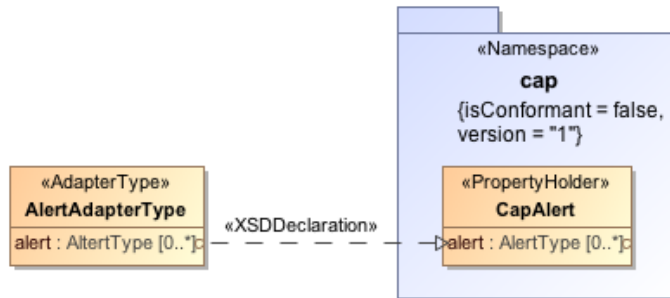 «Namespace»
cap
{isConformant = false,
version = "1"}
«AdapterType»
AlertAdapterType
alert : AltertType [0..*]
«XSDDeclaration»
«PropertyHolder»
CapAlert
alert : AlertType [0..*]